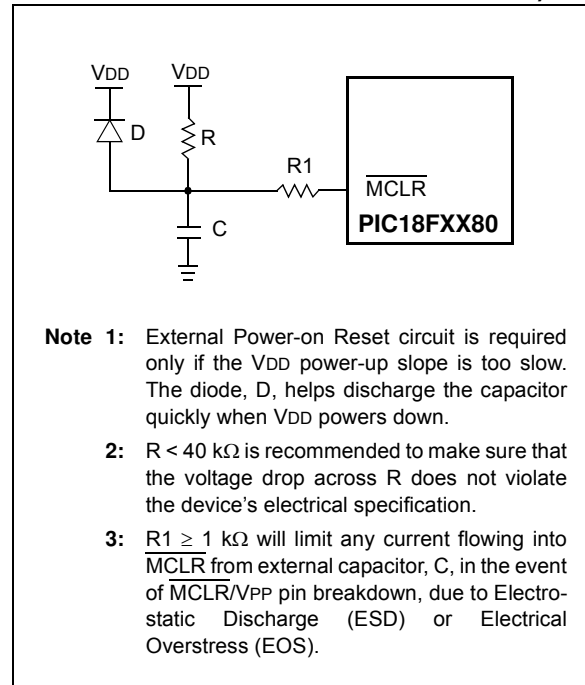 VDD VDD
D
R
R1
MCLR
C
PIC18FXX80
Note 1: External Power-on Reset circuit is required
only if the VDD power-up slope is too slow.
The diode, D, helps discharge the capacitor
quickly when VDD powers down.
2: R < 40 kΩ is recommended to make sure that
the voltage drop across R does not violate
the device's electrical specification.
3: R1 ≥ 1 kΩ will limit any current flowing into
MCLR from external capacitor, C, in the event
of MCLR/VPP pin breakdown, due to Electro-
static Discharge (ESD) or Electrical
Overstress (EOS).